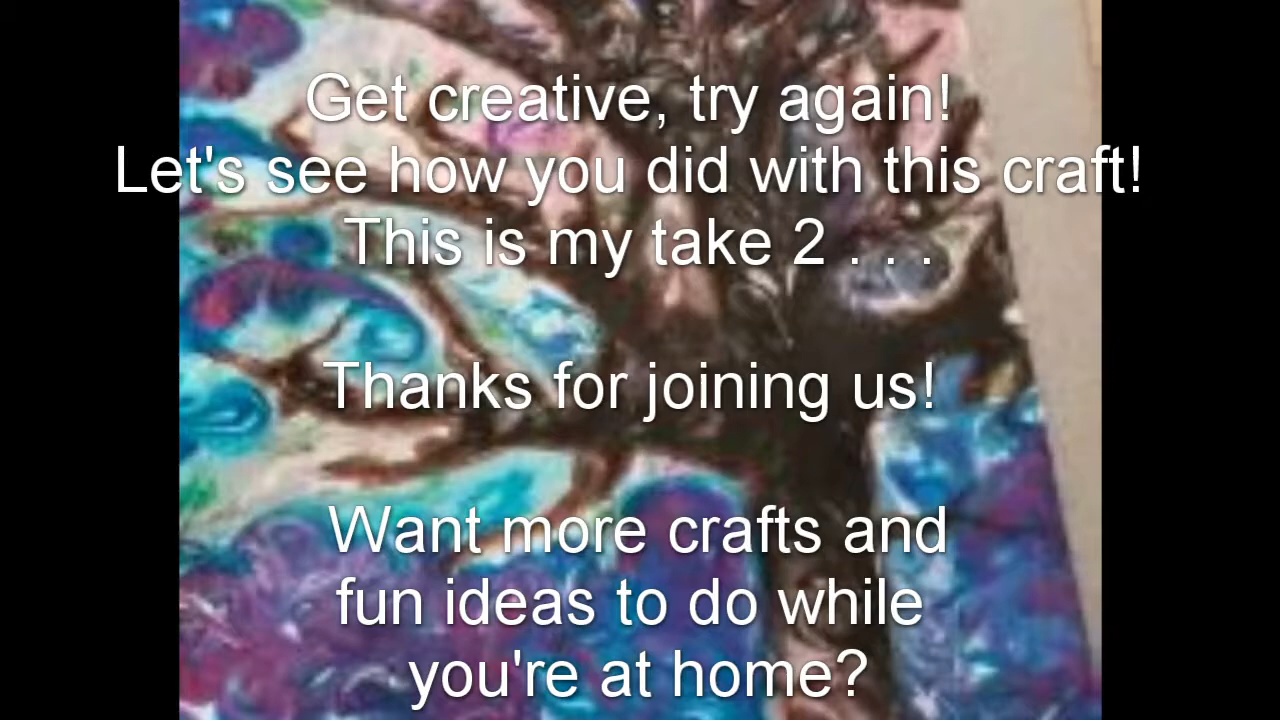 Get creative, try again!
Let's see how you did with this craft!
This is my take 2 . . .
Thanks for joining us!
Want more crafts and
fun ideas to do while
you're at home?